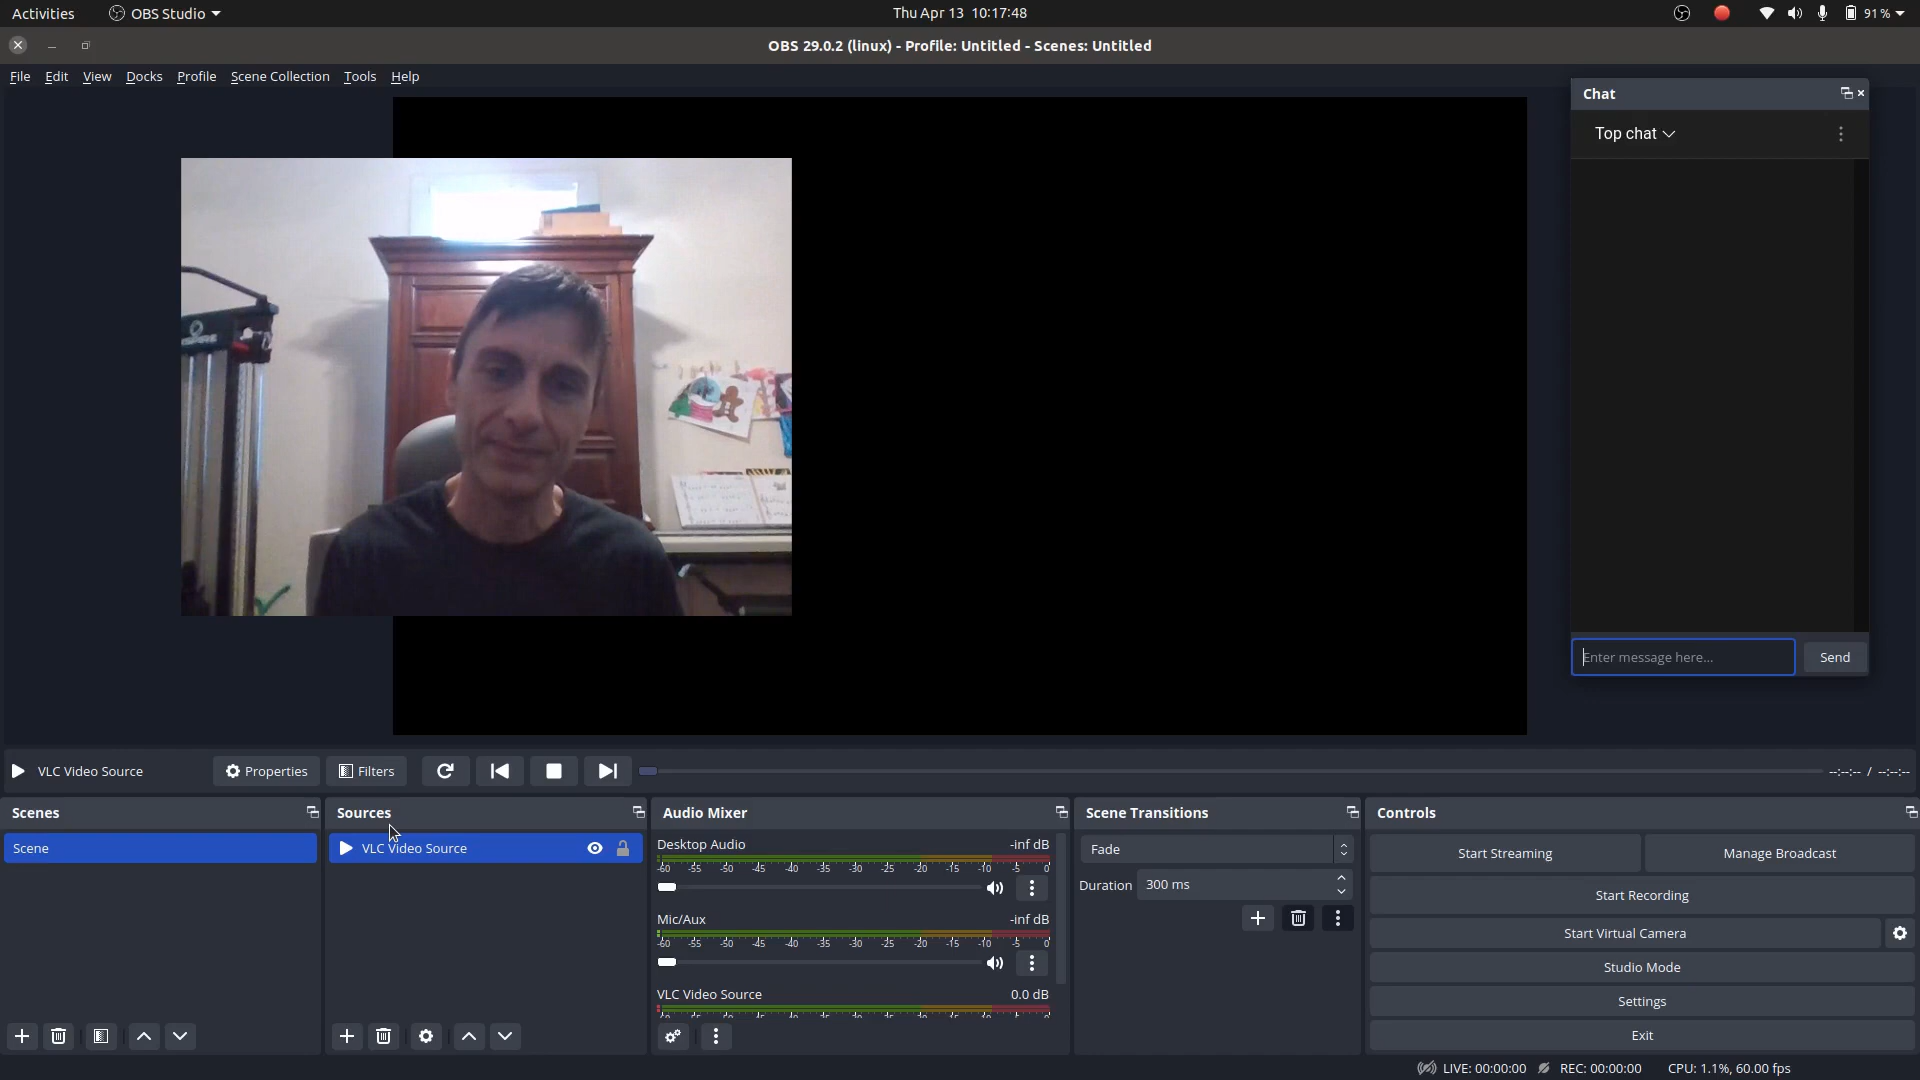 Activities
OBS Studio
Thu Apr 13 10:17:48
91 %
OBS 29.0.2 (linux) - Profile: Untitled - Scenes: Untitled
File Edit View Docks Profile Scene Collection Tools Help
Chat
Top chat
Enter message here...
Send
VLC Video Source
Properties
Filters
--:--:-- / --:--:--
Scenes
Scene
Sources
VLC Video Source
Audio Mixer
Desktop Audio -inf dB
-60 -55 -50 -45 -40 -35 -30 -25 -20 -15 -10 -5 0
Mic/Aux -inf dB
-60 -55 -50 -45 -40 -35 -30 -25 -20 -15 -10 -5 0
VLC Video Source 0.0 dB
Scene Transitions
Fade
Duration 300 ms
Controls
Start Streaming
Manage Broadcast
Start Recording
Start Virtual Camera
Studio Mode
Settings
Exit
LIVE: 00:00:00 REC: 00:00:00 CPU: 1.1%, 60.00 fps